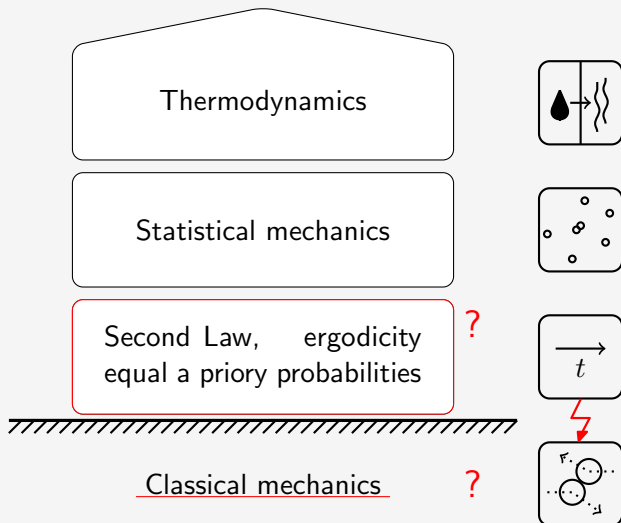 Thermodynamics
Statistical mechanics
Second Law, ergodicity
equal a priory probabilities
?
t
Classical mechanics
?